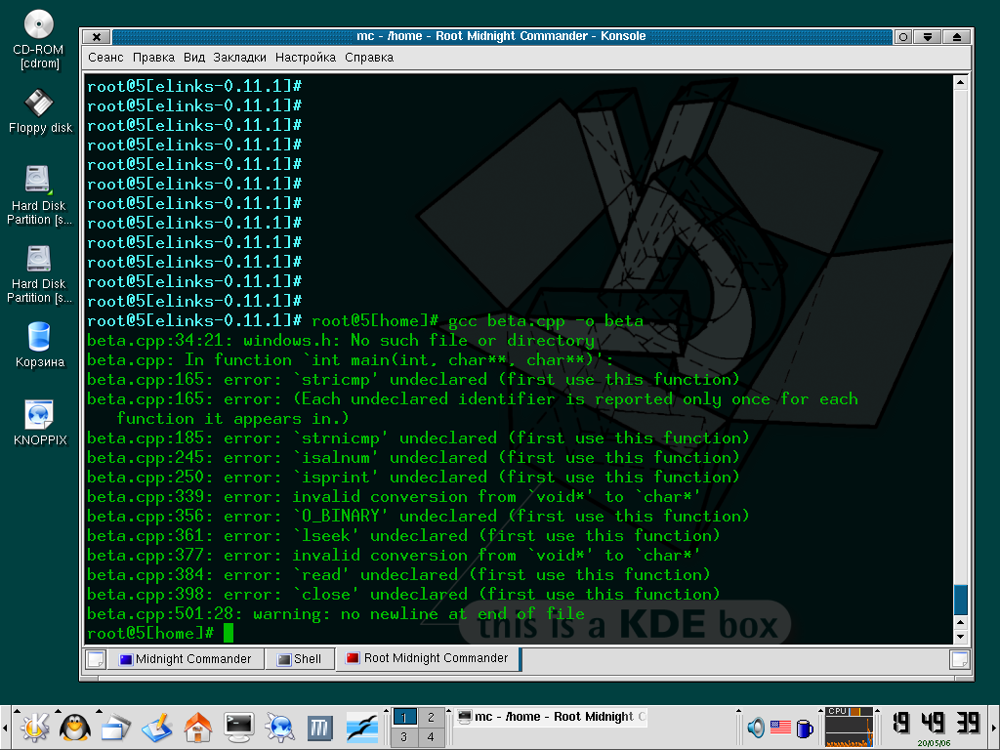 CD-ROM
[cdrom]
Floppy disk
Hard Disk
Partition [s...
Hard Disk
Partition [s...
Корзина
KNOPPIX
mc - /home - Root Midnight Commander - Konsole
Сеанс Правка Вид Закладки Настройка Справка
root@5[elinks-0.11.1]#
root@5[elinks-0.11.1]#
root@5[elinks-0.11.1]#
root@5[elinks-0.11.1]#
root@5[elinks-0.11.1]#
root@5[elinks-0.11.1]#
root@5[elinks-0.11.1]#
root@5[elinks-0.11.1]#
root@5[elinks-0.11.1]#
root@5[elinks-0.11.1]#
root@5[elinks-0.11.1]#
root@5[elinks-0.11.1]#
root@5[elinks-0.11.1]# root@5[home]# gcc beta.cpp -o beta
beta.cpp:34:21: windows.h: No such file or directory
beta.cpp: In function `int main(int, char**, char**)':
beta.cpp:165: error: `stricmp' undeclared (first use this function)
beta.cpp:165: error: (Each undeclared identifier is reported only once for each
function it appears in.)
beta.cpp:185: error: `strnicmp' undeclared (first use this function)
beta.cpp:245: error: `isalnum' undeclared (first use this function)
beta.cpp:250: error: `isprint' undeclared (first use this function)
beta.cpp:339: error: invalid conversion from `void*' to `char*'
beta.cpp:356: error: `O_BINARY' undeclared (first use this function)
beta.cpp:361: error: `lseek' undeclared (first use this function)
beta.cpp:377: error: invalid conversion from `void*' to `char*'
beta.cpp:384: error: `read' undeclared (first use this function)
beta.cpp:398: error: `close' undeclared (first use this function)
beta.cpp:501:28: warning: no newline at end of file
root@5[home]#
this is a KDE box
Midnight Commander Shell Root Midnight Commander
1 2
3 4
mc - /home - Root Midnight C
CPU
19 49 39
20/05/06